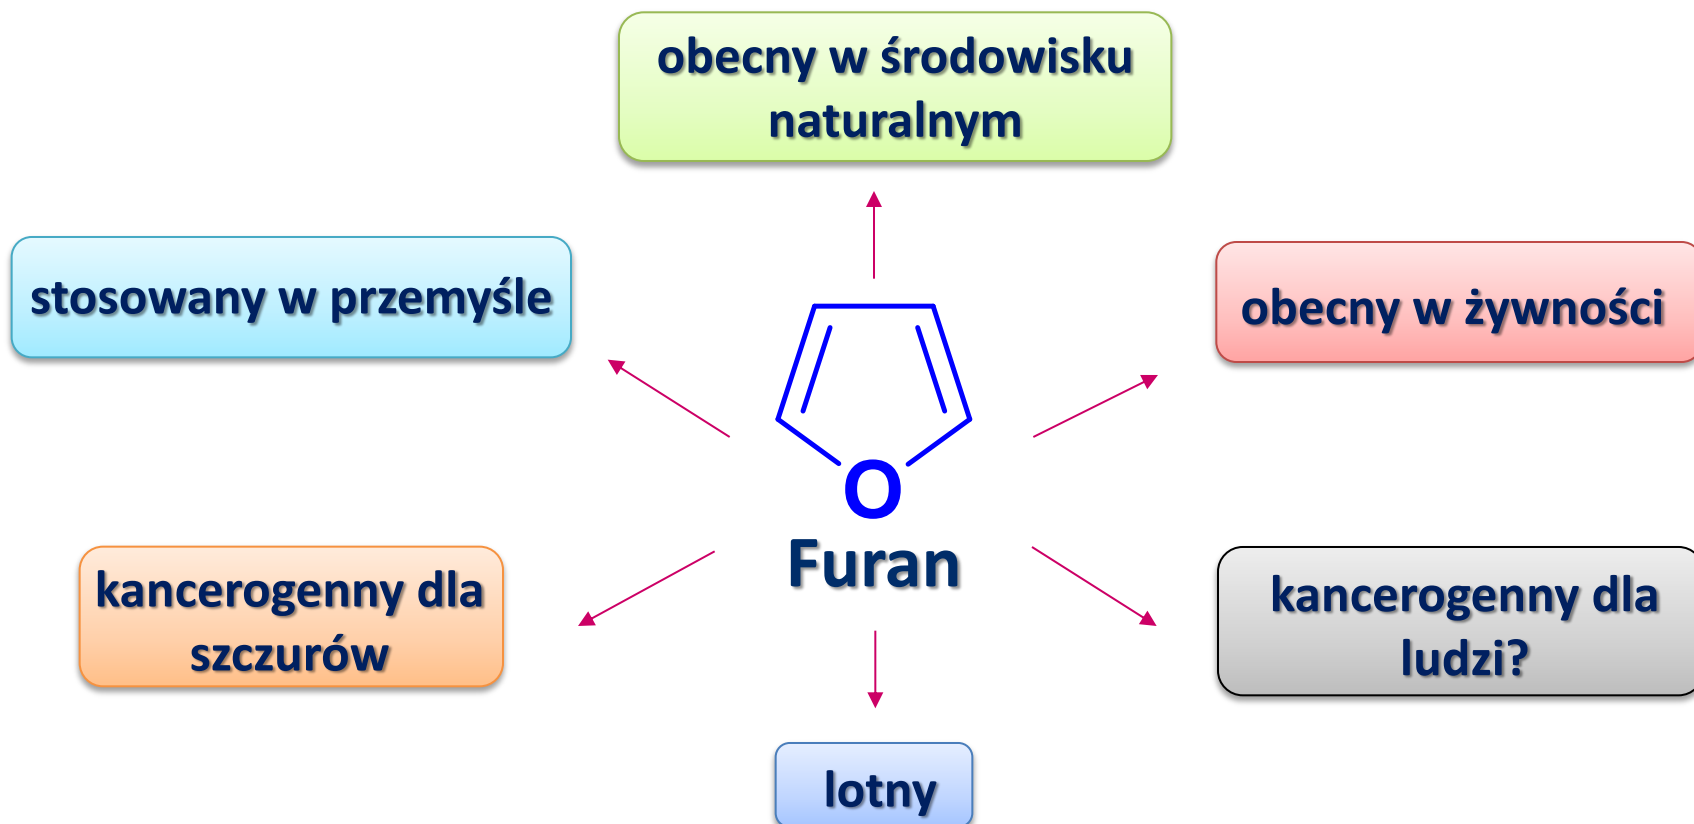 obecny w środowisku
naturalnym
stosowany w przemyśle
obecny w żywności
O
Furan
kancerogenny dla
szczurów
kancerogenny dla
ludzi?
lotny